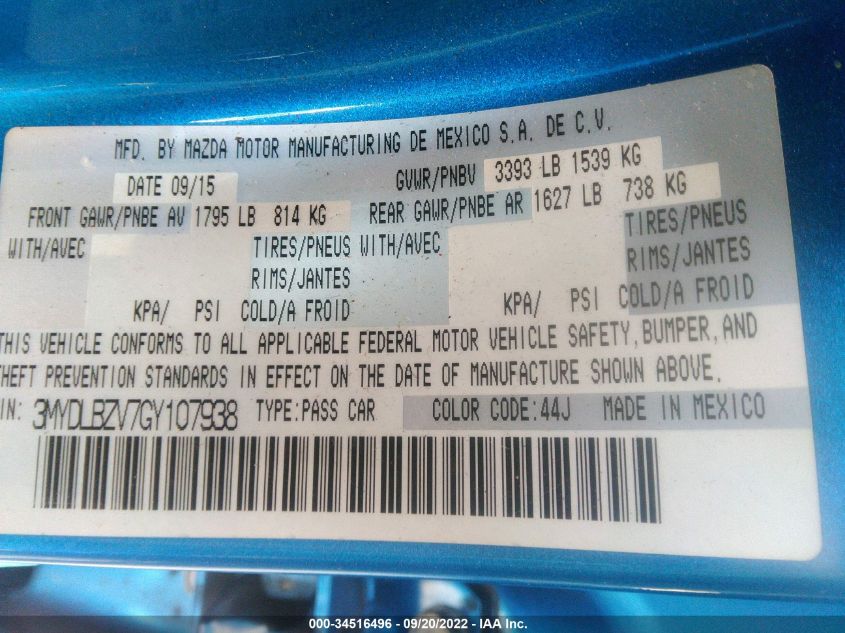 MFD. BY MAZDA MOTOR MANUFACTURING DE MEXICO S.A. DE C.V.
DATE 09/15 GVWR/PNBV 3393 LB 1539 KG
FRONT GAWR/PNBE AV 1795 LB 814 KG REAR GAWR/PNBE AR 1627 LB 738 KG
WITH/AVEC TIRES/PNEUS WITH/AVEC TIRES/PNEUS
RIMS/JANTES RIMS/JANTES
KPA/ PSI COLD/A FROID KPA/ PSI COLD/A FROID
THIS VEHICLE CONFORMS TO ALL APPLICABLE FEDERAL MOTOR VEHICLE SAFETY, BUMPER, AND
THEFT PREVENTION STANDARDS IN EFFECT ON THE DATE OF MANUFACTURE SHOWN ABOVE.
IN: 3MYDLBZV7GY107938 TYPE: PASS CAR COLOR CODE: 44J MADE IN MEXICO
000-34516496 - 09/20/2022 - IAA Inc.